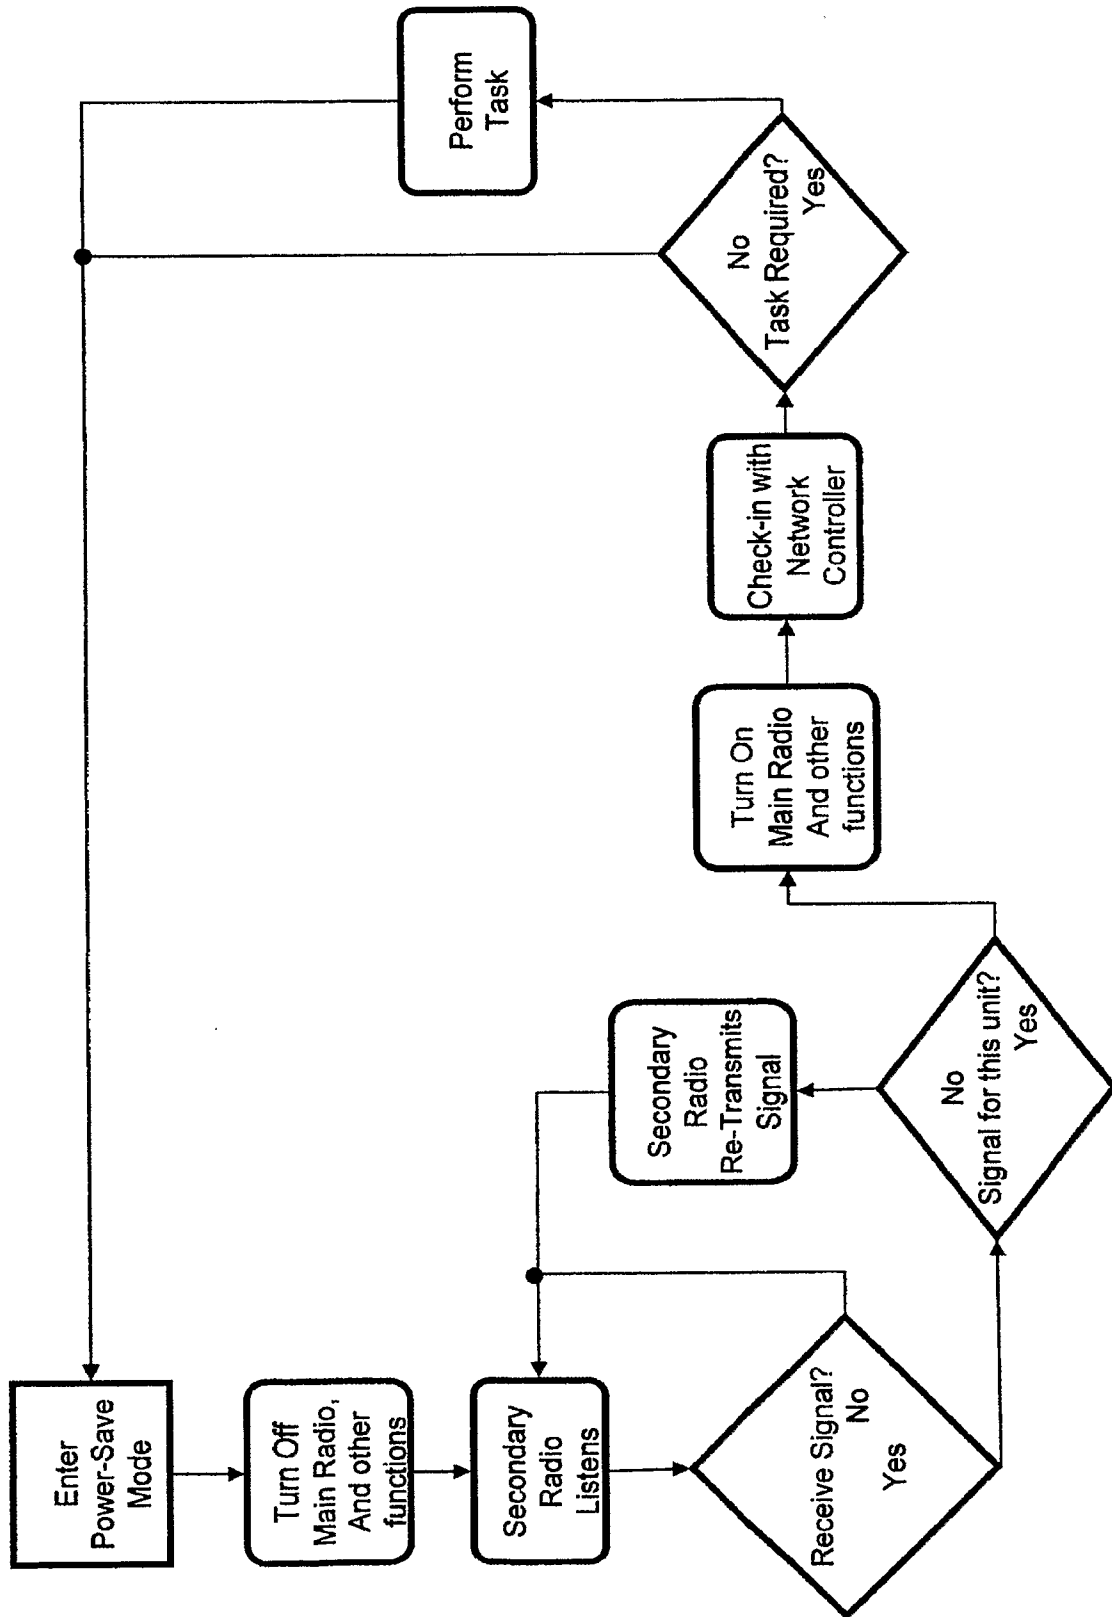 Enter
Power-Save
Mode
Turn Off
Main Radio,
And other
functions
Secondary
Radio
Listens
Receive Signal?
No
Yes
Secondary
Radio
Re-Transmits
Signal
No
Signal for this unit?
Yes
Turn On
Main Radio
And other
functions
Check-in with
Network
Controller
No
Task Required?
Yes
Perform
Task